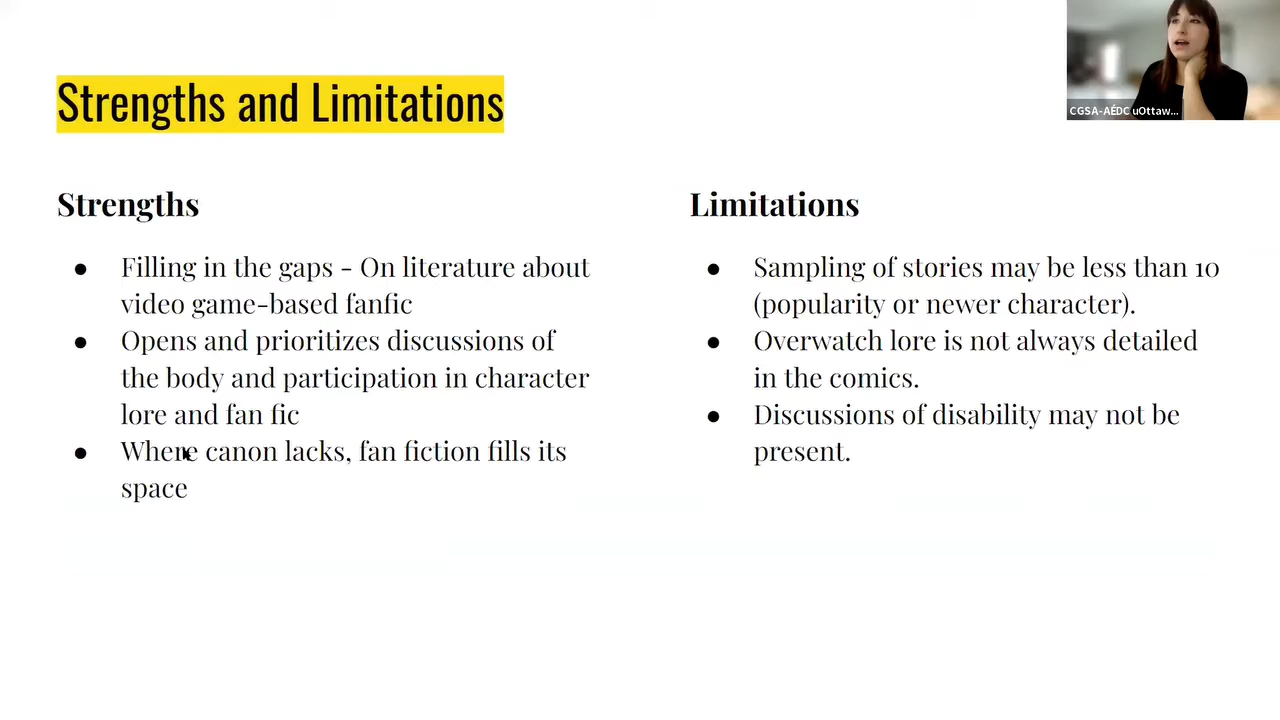 Strengths and Limitations
CGSA-AÉDC uOttaw...
Strengths
● Filling in the gaps - On literature about
video game-based fanfic
● Opens and prioritizes discussions of
the body and participation in character
lore and fan fic
● Where canon lacks, fan fiction fills its
space
Limitations
● Sampling of stories may be less than 10
(popularity or newer character).
● Overwatch lore is not always detailed
in the comics.
● Discussions of disability may not be
present.